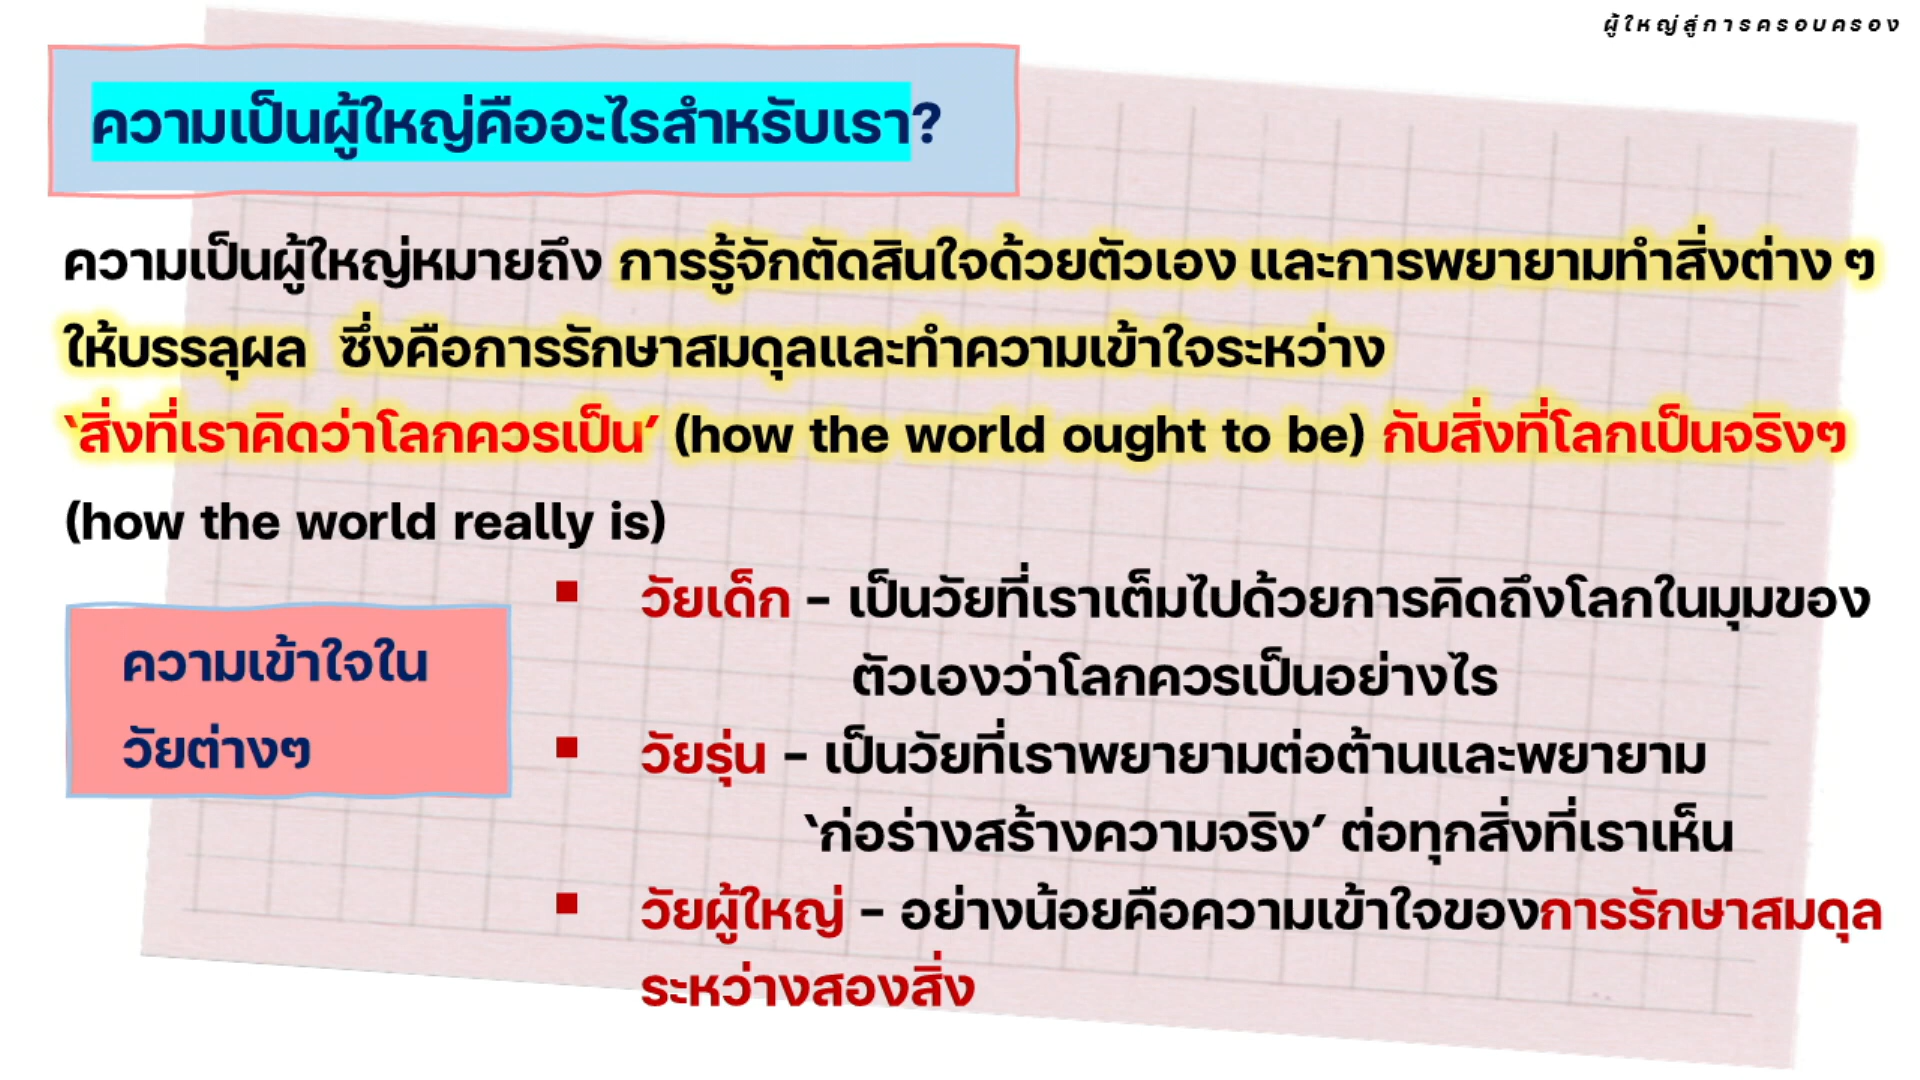 ผู้ใหญ่สู่การครอบครอง
ความเป็นผู้ใหญ่คืออะไรสำหรับเรา?
ความเป็นผู้ใหญ่หมายถึง การรู้จักตัดสินใจด้วยตัวเอง และการพยายามทำสิ่งต่าง ๆ
ให้บรรลุผล ซึ่งคือการรักษาสมดุลและทำความเข้าใจระหว่าง
‘สิ่งที่เราคิดว่าโลกควรเป็น’ (how the world ought to be) กับสิ่งที่โลกเป็นจริงๆ
(how the world really is)
ความเข้าใจใน
วัยต่างๆ
▪ วัยเด็ก – เป็นวัยที่เราเต็มไปด้วยการคิดถึงโลกในมุมของ
ตัวเองว่าโลกควรเป็นอย่างไร
▪ วัยรุ่น – เป็นวัยที่เราพยายามต่อต้านและพยายาม
‘ก่อร่างสร้างความจริง’ ต่อทุกสิ่งที่เราเห็น
▪ วัยผู้ใหญ่ – อย่างน้อยคือความเข้าใจของการรักษาสมดุล
ระหว่างสองสิ่ง